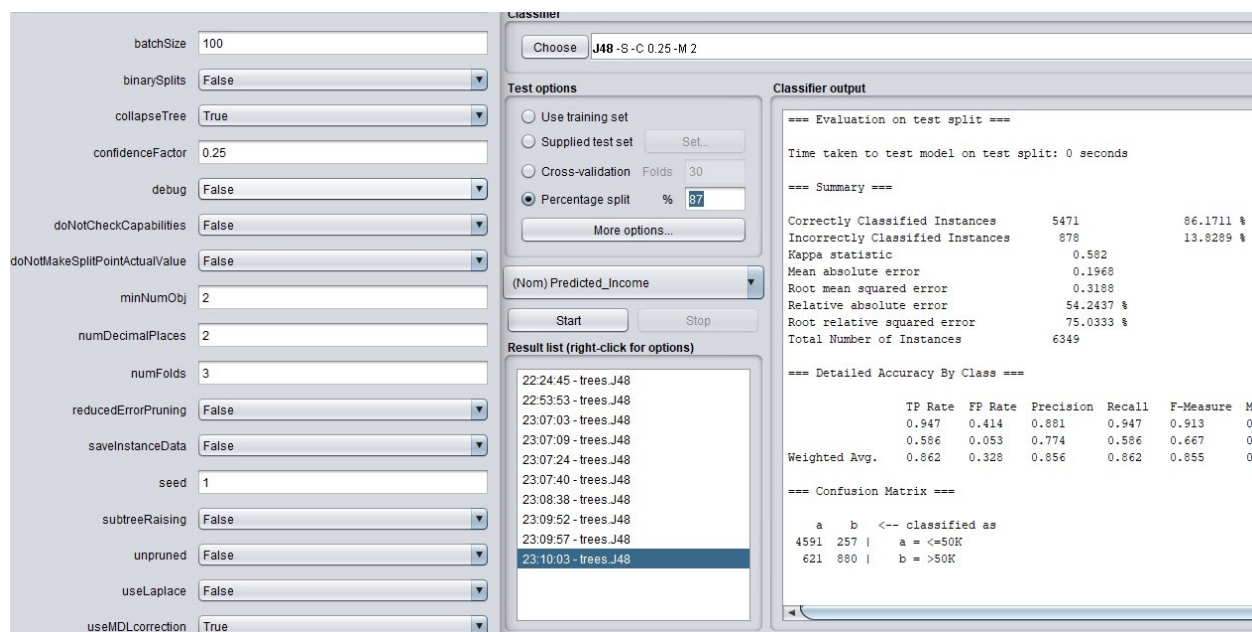 batchSize 100
binarySplits False
collapseTree True
confidenceFactor 0.25
debug False
doNotCheckCapabilities False
doNotMakeSplitPointActualValue False
minNumObj 2
numDecimalPlaces 2
numFolds 3
reducedErrorPruning False
saveInstanceData False
seed 1
subtreeRaising False
unpruned False
useLaplace False
useMDLcorrection True
Classifier
Choose J48 -S -C 0.25 -M 2
Test options
Use training set
Supplied test set Set...
Cross-validation Folds 30
Percentage split % 87
More options...
(Nom) Predicted_Income
Start Stop
Result list (right-click for options)
22:24:45 - trees.J48
22:53:53 - trees.J48
23:07:03 - trees.J48
23:07:09 - trees.J48
23:07:24 - trees.J48
23:07:40 - trees.J48
23:08:38 - trees.J48
23:09:52 - trees.J48
23:09:57 - trees.J48
23:10:03 - trees.J48
Classifier output
=== Evaluation on test split ===
Time taken to test model on test split: 0 seconds
=== Summary ===
Correctly Classified Instances 5471 86.1711 %
Incorrectly Classified Instances 878 13.8289 %
Kappa statistic 0.582
Mean absolute error 0.1968
Root mean squared error 0.3188
Relative absolute error 54.2437 %
Root relative squared error 75.0333 %
Total Number of Instances 6349
=== Detailed Accuracy By Class ===
TP Rate FP Rate Precision Recall F-Measure M
0.947 0.414 0.881 0.947 0.913 0
0.586 0.053 0.774 0.586 0.667 0
Weighted Avg. 0.862 0.328 0.856 0.862 0.855 0
=== Confusion Matrix ===
a b <-- classified as
4591 257 | a = <=50K
621 880 | b = >50K